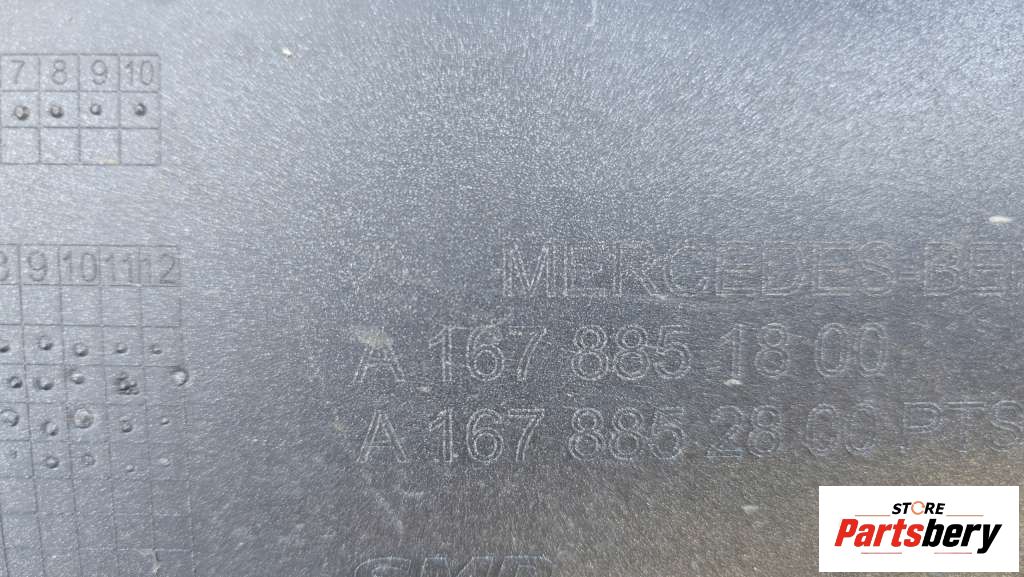 7 8 9 10
9 10 11 12
MERCEDES-BE
A 167 885 18 00
A 167 885 28 00 PTS
SMP
STORE
Partsbery